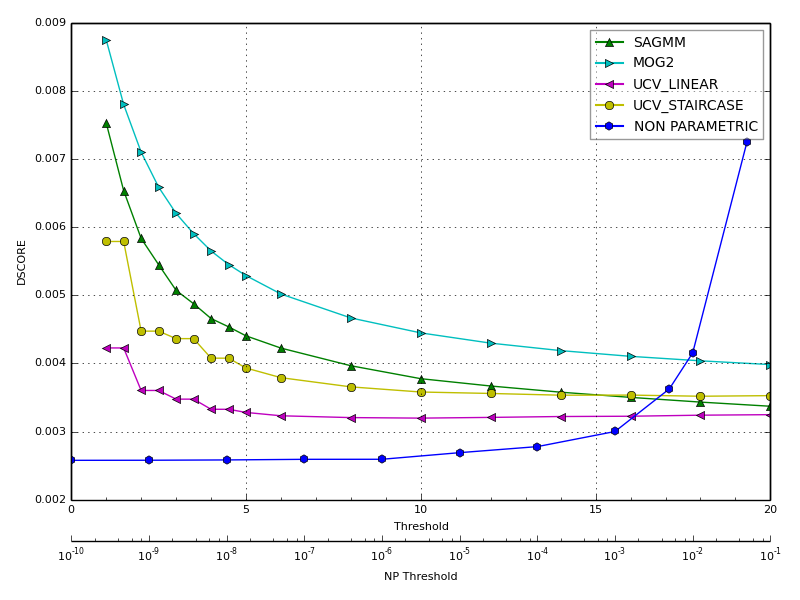 0.009
0.008
0.007
0.006
0.005
0.004
0.003
0.002
DSCORE
SAGMM
MOG2
UCV_LINEAR
UCV_STAIRCASE
NON PARAMETRIC
0 5 10 15 20
Threshold
10^-10 10^-9 10^-8 10^-7 10^-6 10^-5 10^-4 10^-3 10^-2 10^-1
NP Threshold